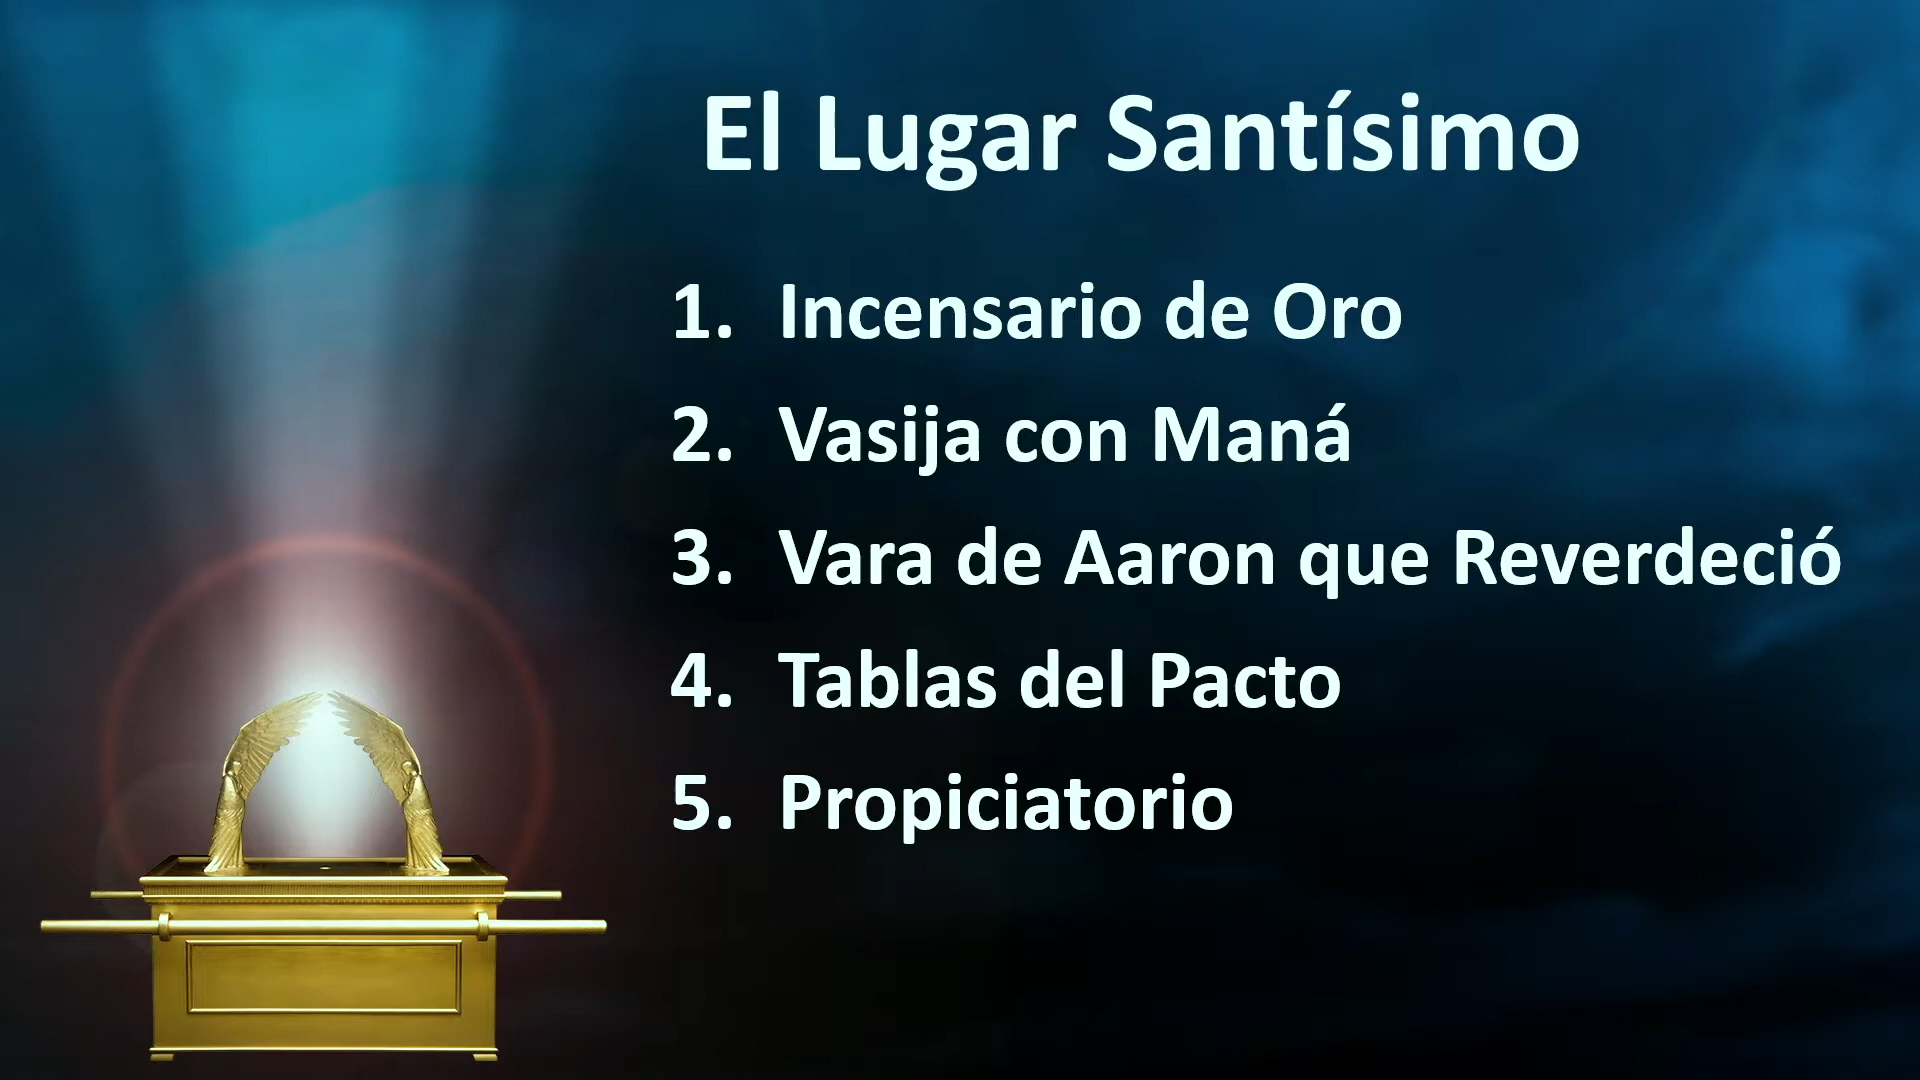 El Lugar Santísimo
1. Incensario de Oro
2. Vasija con Maná
3. Vara de Aaron que Reverdeció
4. Tablas del Pacto
5. Propiciatorio